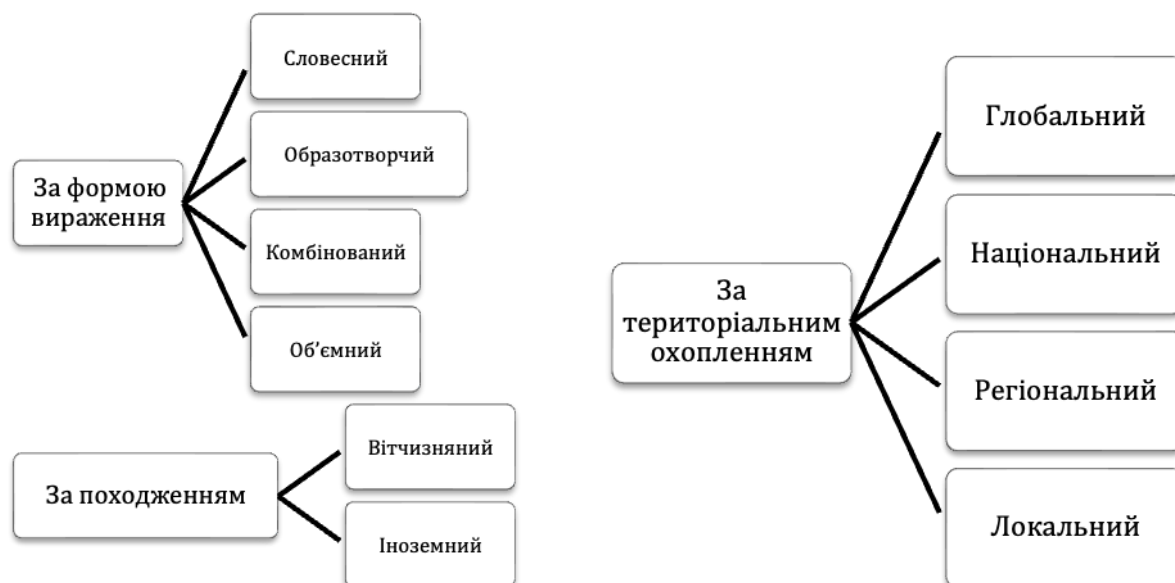 За формою
вираження
Словесний
Образотворчий
Комбінований
Об’ємний
За походженням
Вітчизняний
Іноземний
За
територіальним
охопленням
Глобальний
Національний
Регіональний
Локальний